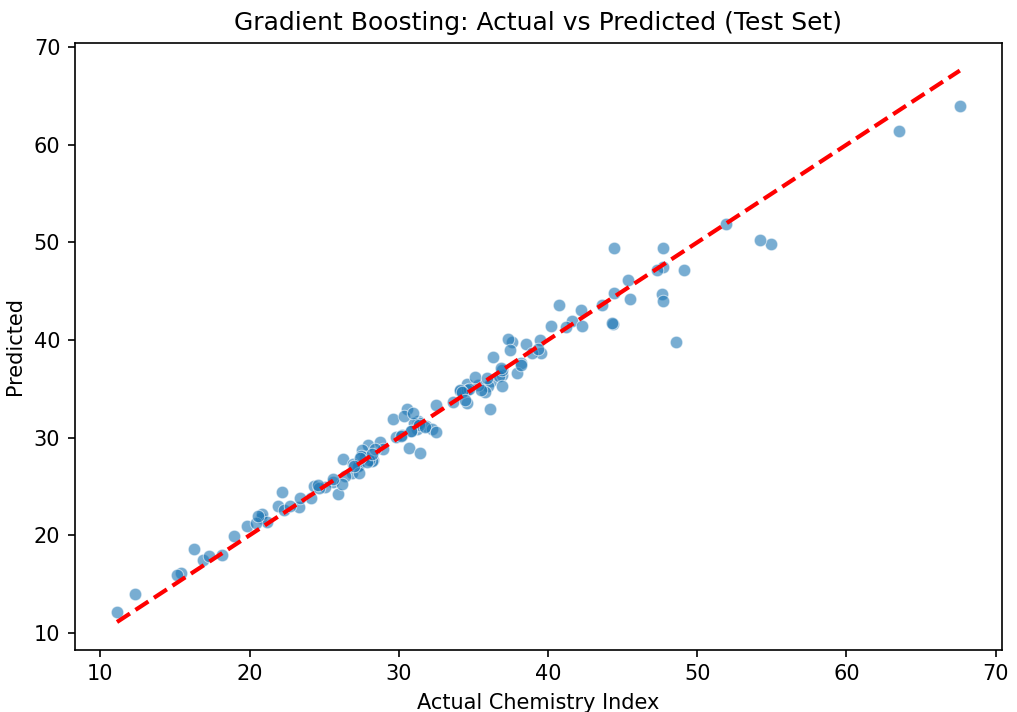 Gradient Boosting: Actual vs Predicted (Test Set)
70
60
50
40
30
20
10
Predicted
10 20 30 40 50 60 70
Actual Chemistry Index